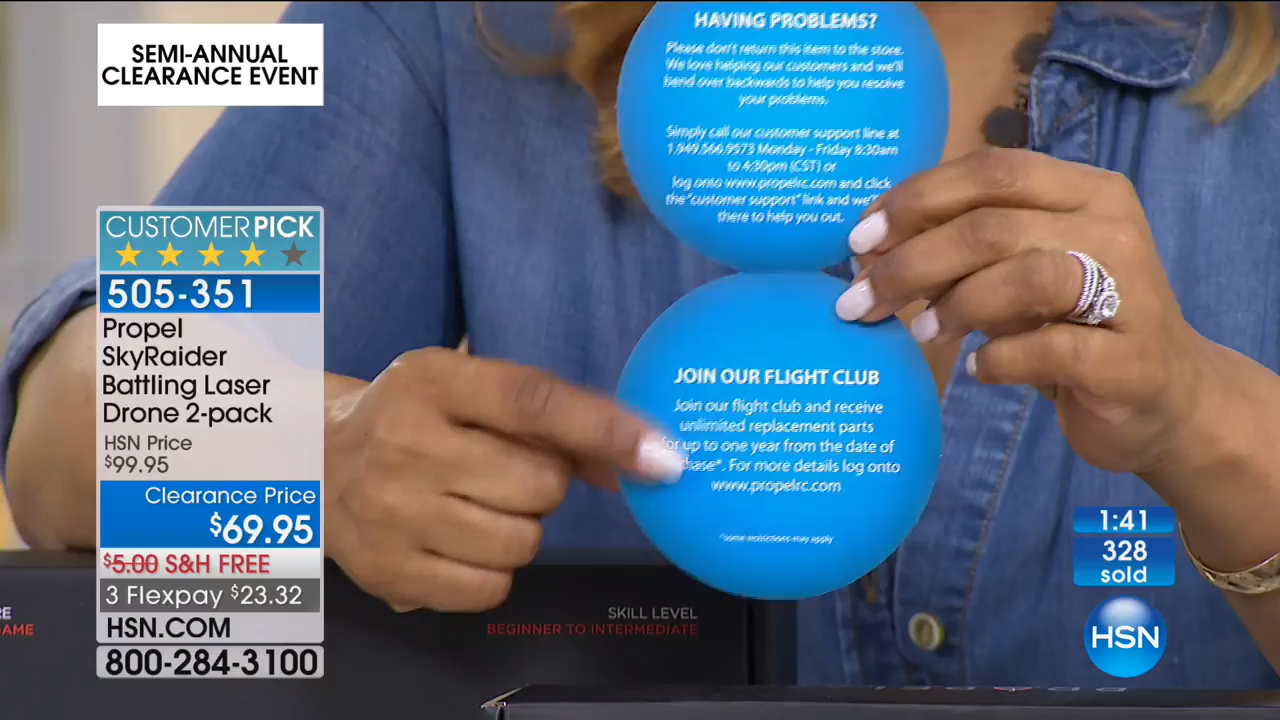 SEMI-ANNUAL
CLEARANCE EVENT
CUSTOMER PICK
505-351
Propel
SkyRaider
Battling Laser
Drone 2-pack
HSN Price
$99.95
Clearance Price
$69.95
$5.00 S&H FREE
3 Flexpay $23.32
HSN.COM
800-284-3100
HAVING PROBLEMS?
Please don't return this item to the store.
We love helping our customers and we'll
bend over backwards to help you resolve
your problems.
Simply call our customer support line at
1.949.566.9573 Monday - Friday 8:30am
to 4:30pm (CST) or
log onto www.propelrc.com and click
the "customer support" link and we'll
there to help you out.
JOIN OUR FLIGHT CLUB
Join our flight club and receive
unlimited replacement parts
for up to one year from the date of
hase*. For more details log onto
www.propelrc.com
*some restrictions may apply
SKILL LEVEL
BEGINNER TO INTERMEDIATE
RE
GAME
1:41
328
sold
HSN